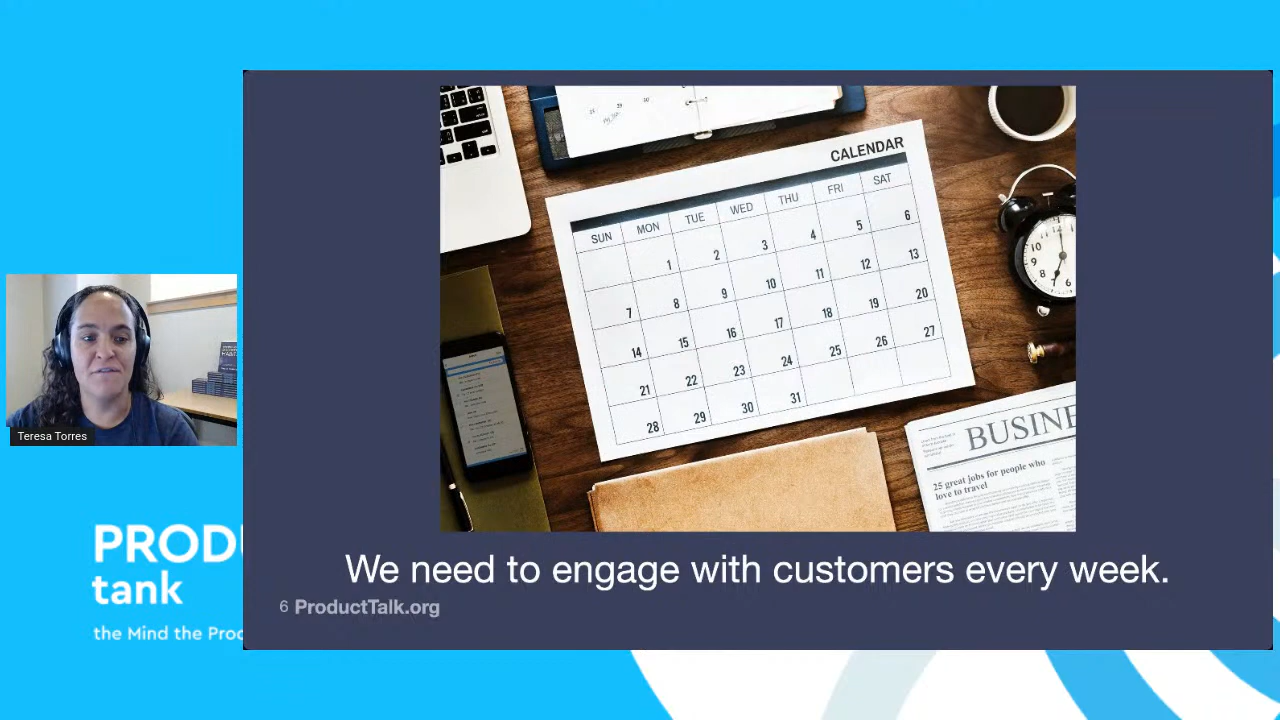 CALENDAR
SUN MON TUE WED THU FRI SAT
1 2 3 4 5 6
7 8 9 10 11 12 13
14 15 16 17 18 19 20
21 22 23 24 25 26 27
28 29 30 31
BUSINE
25 great jobs for people who
love to travel
Teresa Torres
PRODU
tank
the Mind the Proc
We need to engage with customers every week.
6 ProductTalk.org